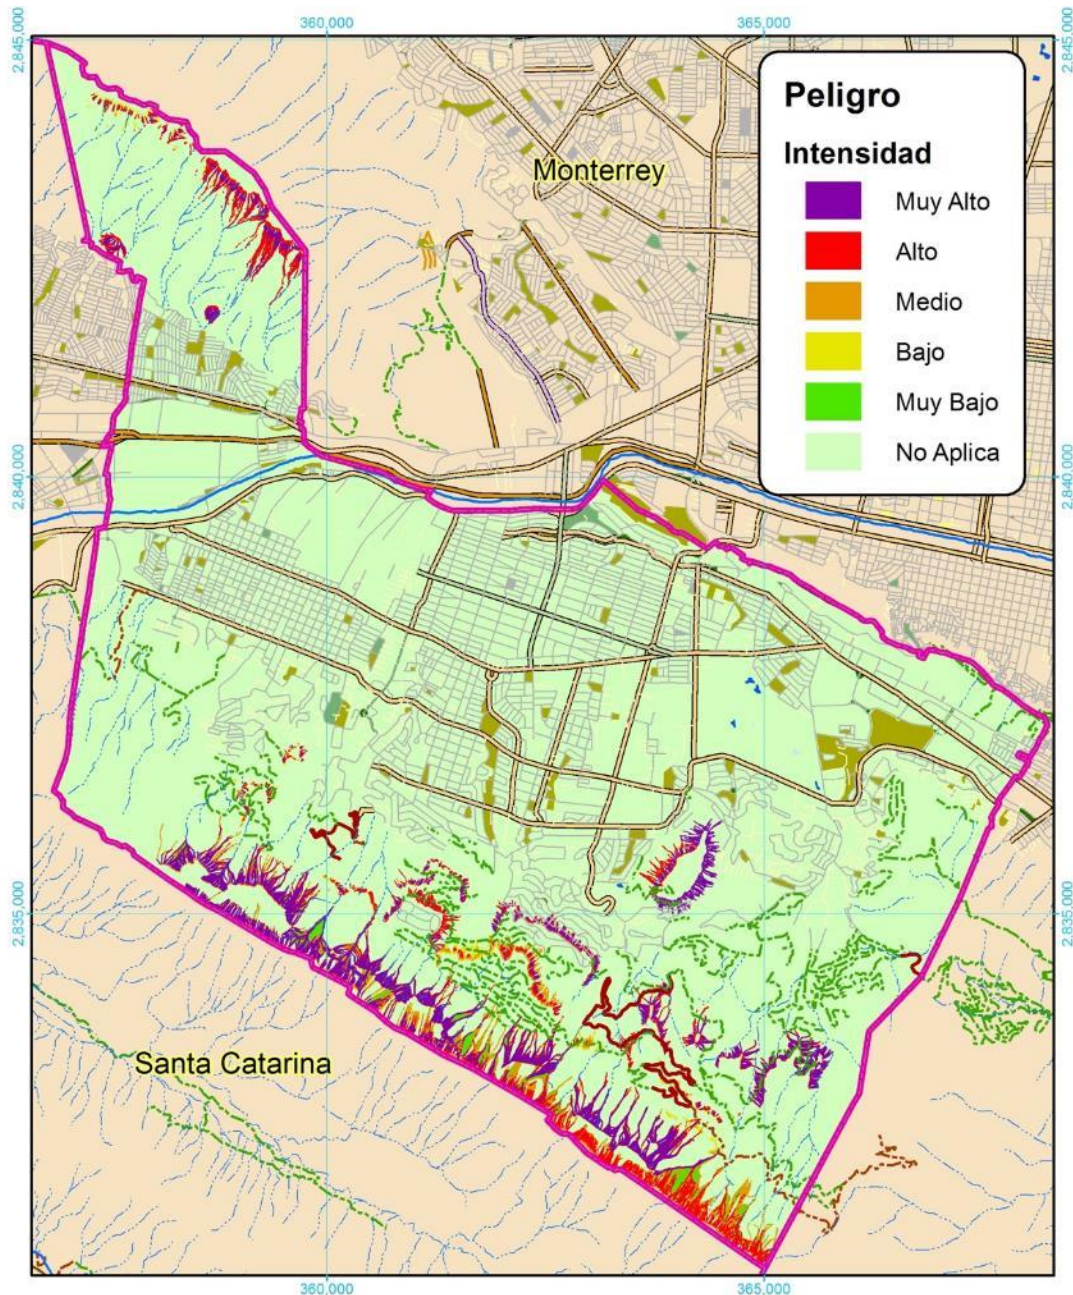 360,000
365,000
2,845,000
2,845,000
Peligro
Intensidad
Muy Alto
Alto
Medio
Bajo
Muy Bajo
No Aplica
Monterrey
2,840,000
2,840,000
2,835,000
2,835,000
Santa Catarina
360,000
365,000